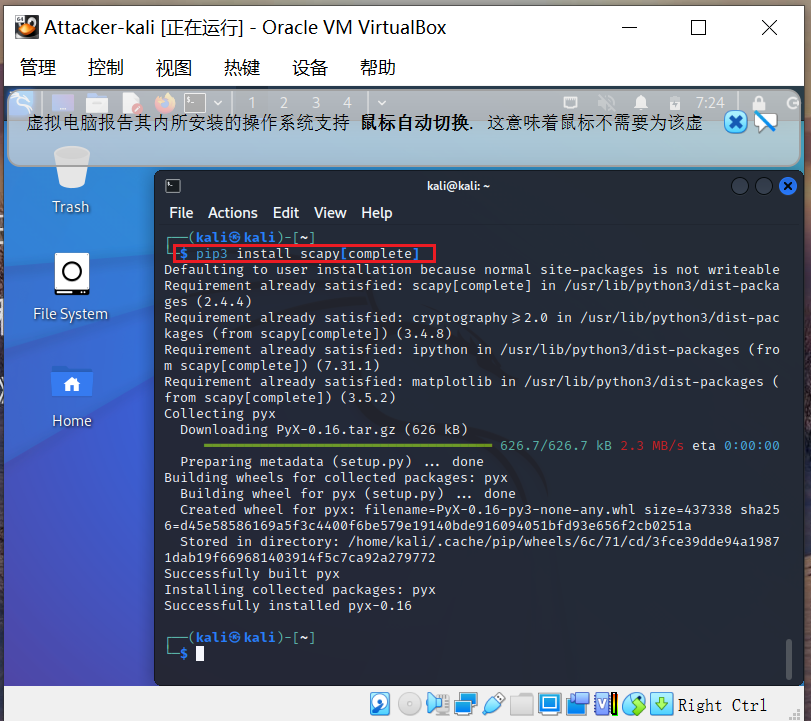 Attacker-kali [正在运行] - Oracle VM VirtualBox
管理 控制 视图 热键 设备 帮助
1 2 3 4 7:24
虚拟电脑报告其内所安装的操作系统支持 鼠标自动切换. 这意味着鼠标不需要为该虚
Trash
File System
Home
kali@kali: ~
File Actions Edit View Help
┌──(kali㉿kali)-[~]
└─$ pip3 install scapy[complete]
Defaulting to user installation because normal site-packages is not writeable
Requirement already satisfied: scapy[complete] in /usr/lib/python3/dist-packa
ges (2.4.4)
Requirement already satisfied: cryptography≥2.0 in /usr/lib/python3/dist-pac
kages (from scapy[complete]) (3.4.8)
Requirement already satisfied: ipython in /usr/lib/python3/dist-packages (fro
m scapy[complete]) (7.31.1)
Requirement already satisfied: matplotlib in /usr/lib/python3/dist-packages (
from scapy[complete]) (3.5.2)
Collecting pyx
Downloading PyX-0.16.tar.gz (626 kB)
626.7/626.7 kB 2.3 MB/s eta 0:00:00
Preparing metadata (setup.py) ... done
Building wheels for collected packages: pyx
Building wheel for pyx (setup.py) ... done
Created wheel for pyx: filename=PyX-0.16-py3-none-any.whl size=437338 sha25
6=d45e58586169a5f3c4400f6be579e19140bde916094051bfd93e656f2cb0251a
Stored in directory: /home/kali/.cache/pip/wheels/6c/71/cd/3fce39dde94a1987
1dab19f669681403914f5c7ca92a279772
Successfully built pyx
Installing collected packages: pyx
Successfully installed pyx-0.16
┌──(kali㉿kali)-[~]
└─$
Right Ctrl